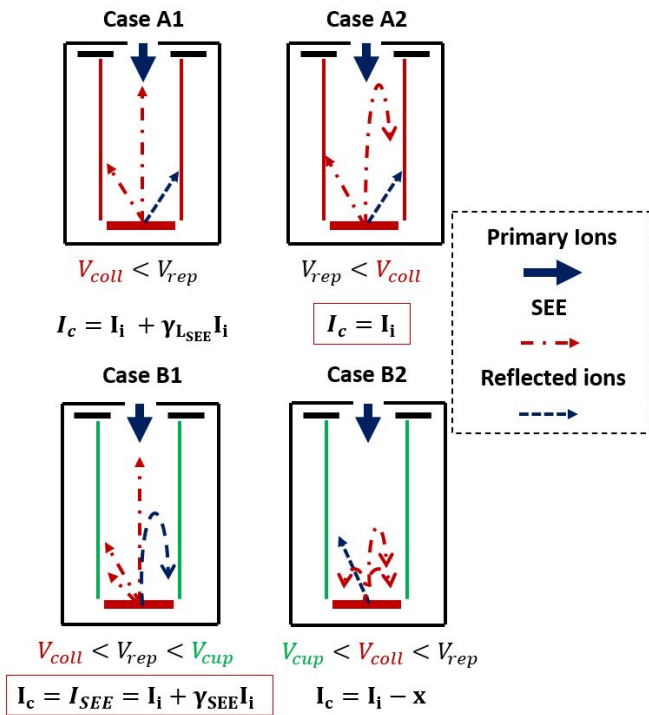 Case A1
Case A2
V_coll < V_rep
V_rep < V_coll
I_c = I_i + γ_L_SEE I_i
I_c = I_i
Primary Ions
SEE
Reflected ions
Case B1
Case B2
V_coll < V_rep < V_cup
V_cup < V_coll < V_rep
I_c = I_SEE = I_i + γ_SEE I_i
I_c = I_i − x